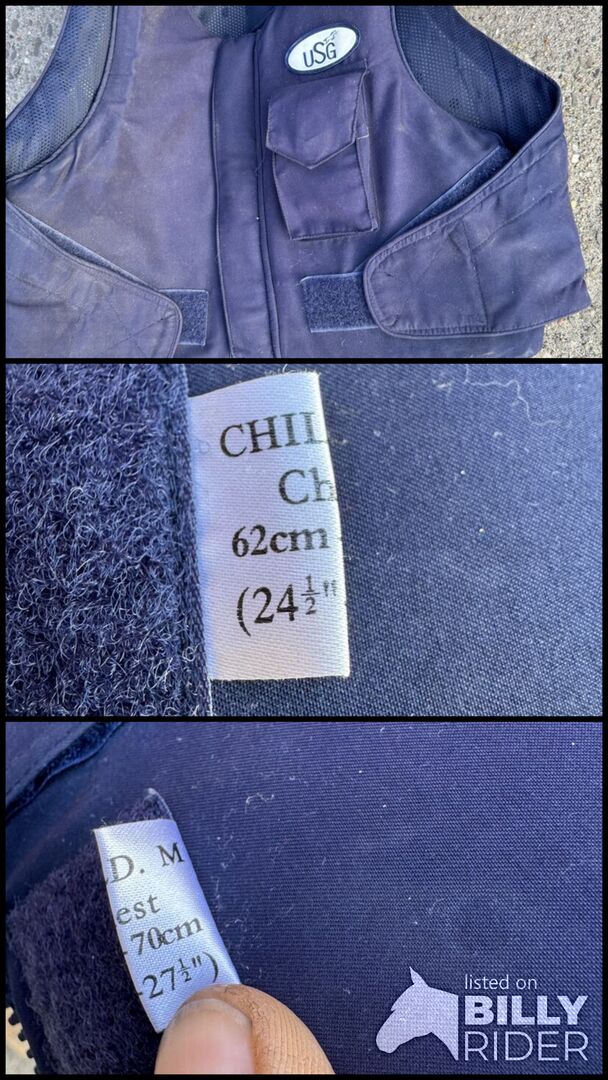 USG
CHIL
Ch
62cm
(24½"
D. M
est
-70cm
-27½")
listed on
BILLY
RIDER